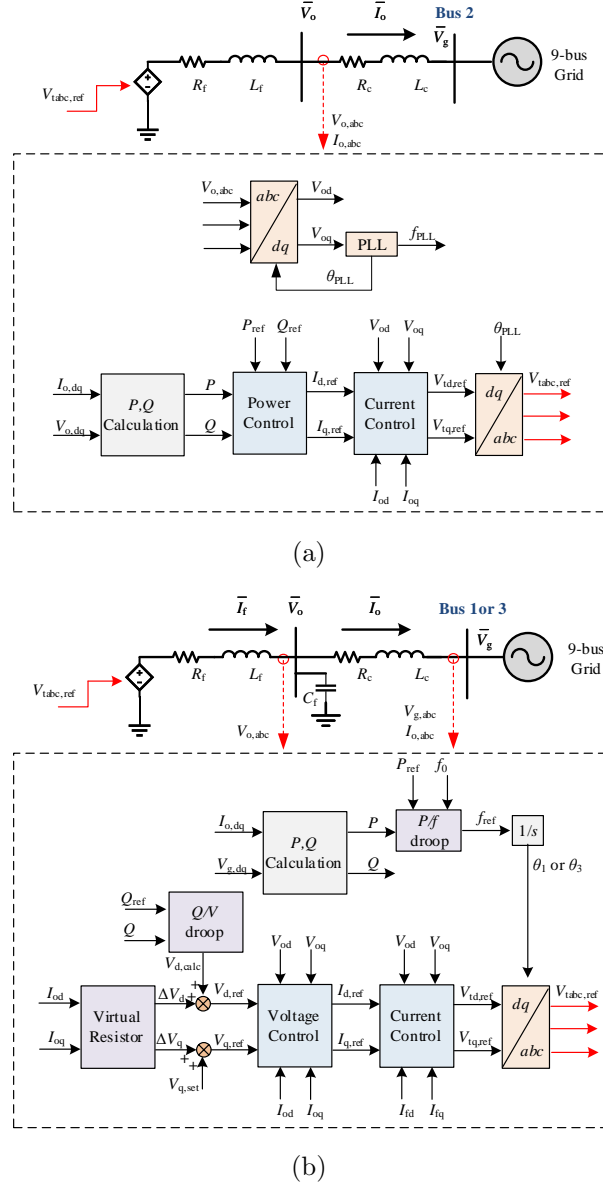 V̅o
I̅o
Bus 2
V̅g
9-bus
Grid
Vtabc,ref
Rf
Lf
Rc
Lc
Vo,abc
Io,abc
Vo,abc
abc
dq
Vod
Voq
PLL
fPLL
θPLL
Pref
Qref
Vod
Voq
θPLL
Io,dq
Vo,dq
P,Q
Calculation
P
Q
Power
Control
Id,ref
Iq,ref
Current
Control
Vtd,ref
Vtq,ref
dq
abc
Vtabc,ref
Iod
Ioq
(a)
I̅f
V̅o
I̅o
Bus 1or 3
V̅g
9-bus
Grid
Vtabc,ref
Rf
Lf
Cf
Rc
Lc
Vo,abc
Vg,abc
Io,abc
Pref
f0
Io,dq
Vg,dq
P,Q
Calculation
P
Q
P/f
droop
fref
1/s
θ1 or θ3
Qref
Q
Q/V
droop
Vd,calc
Vod
Voq
Vod
Voq
Iod
Ioq
Virtual
Resistor
ΔVd
ΔVq
+
+
+
+
Vd,ref
Vq,ref
Vq,set
Voltage
Control
Id,ref
Iq,ref
Current
Control
Vtd,ref
Vtq,ref
dq
abc
Vtabc,ref
Iod
Ioq
Ifd
Ifq
(b)